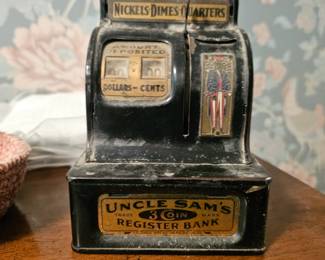 NICKELS DIMES QUARTERS
AMOUNT
DEPOSITED
DOLLARS - CENTS
UNCLE SAM'S
TRADE 3 COIN MARK
REGISTER BANK